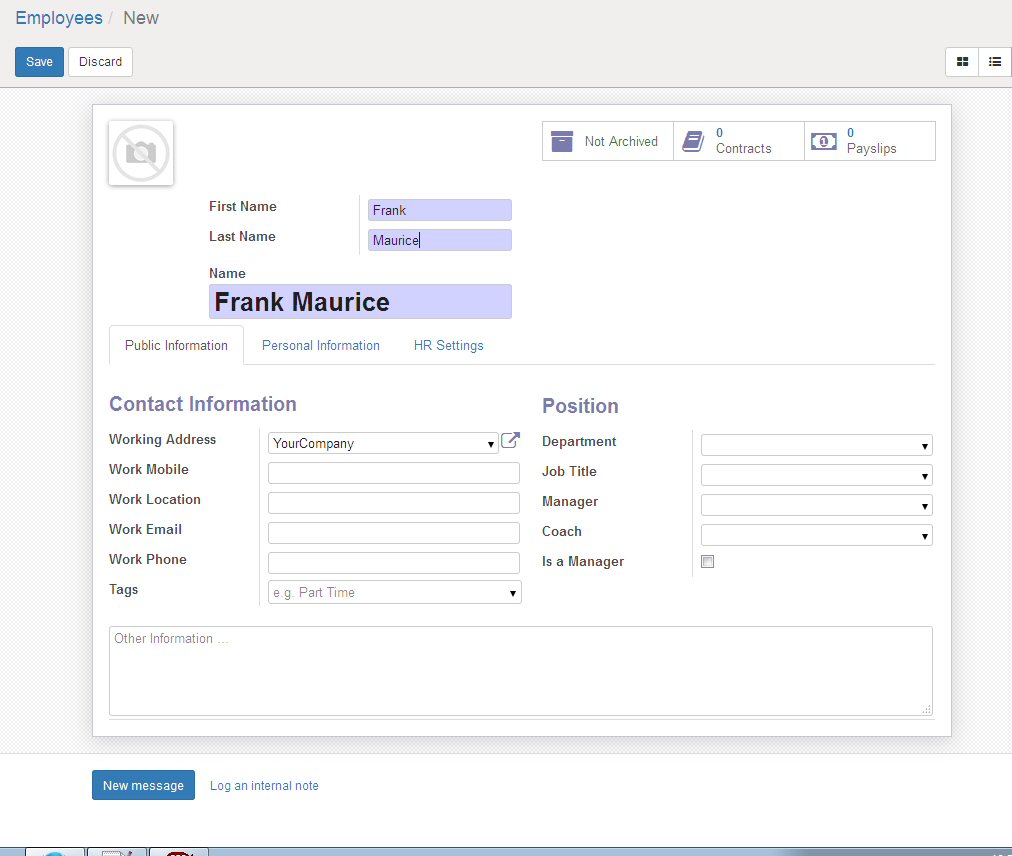 Employees / New
Save Discard
Not Archived
0 Contracts
0 Payslips
First Name Frank
Last Name Maurice
Name
Frank Maurice
Public Information Personal Information HR Settings
Contact Information
Working Address YourCompany
Work Mobile
Work Location
Work Email
Work Phone
Tags e.g. Part Time
Position
Department
Job Title
Manager
Coach
Is a Manager
Other Information ...
New message Log an internal note